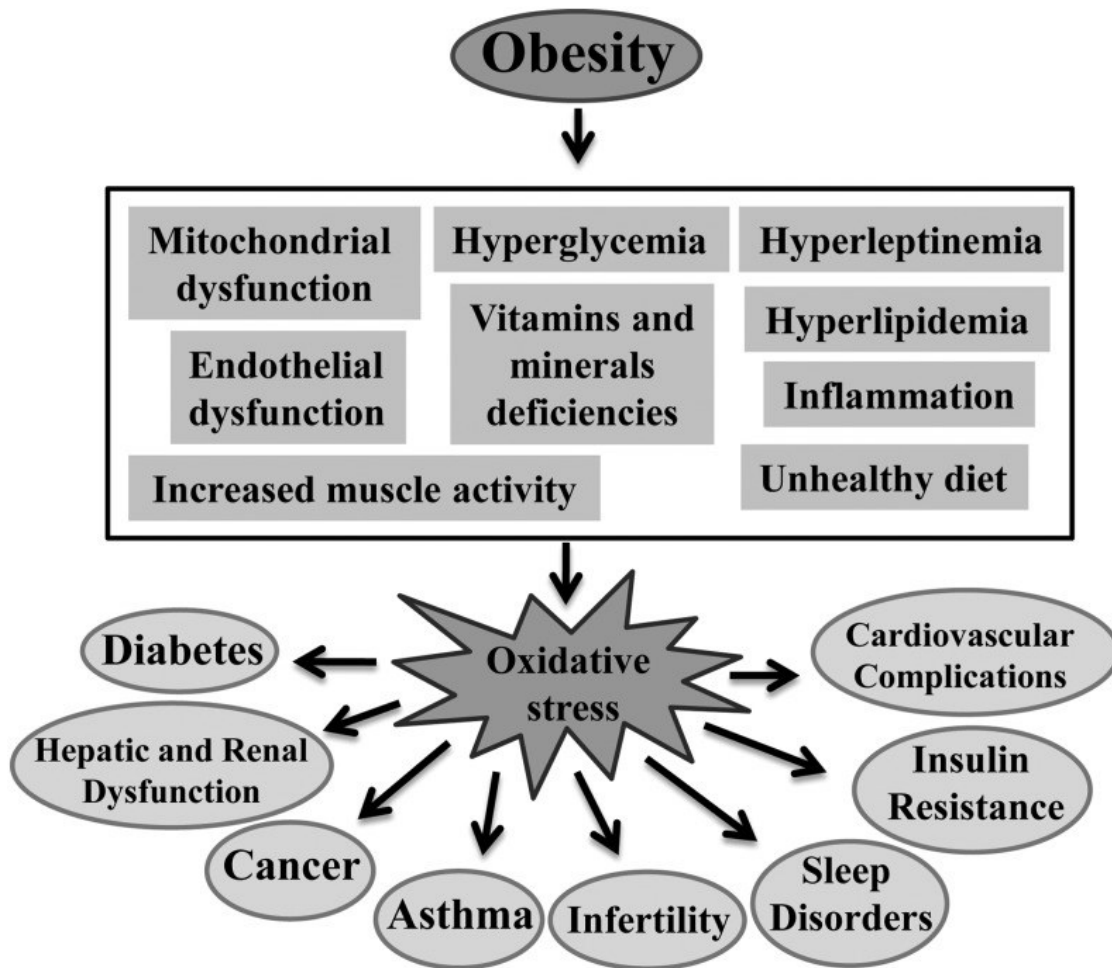 Obesity
Mitochondrial
dysfunction
Hyperglycemia
Hyperleptinemia
Endothelial
dysfunction
Vitamins and
minerals
deficiencies
Hyperlipidemia
Inflammation
Increased muscle activity
Unhealthy diet
Oxidative
stress
Diabetes
Hepatic and Renal
Dysfunction
Cancer
Asthma
Infertility
Sleep
Disorders
Insulin
Resistance
Cardiovascular
Complications